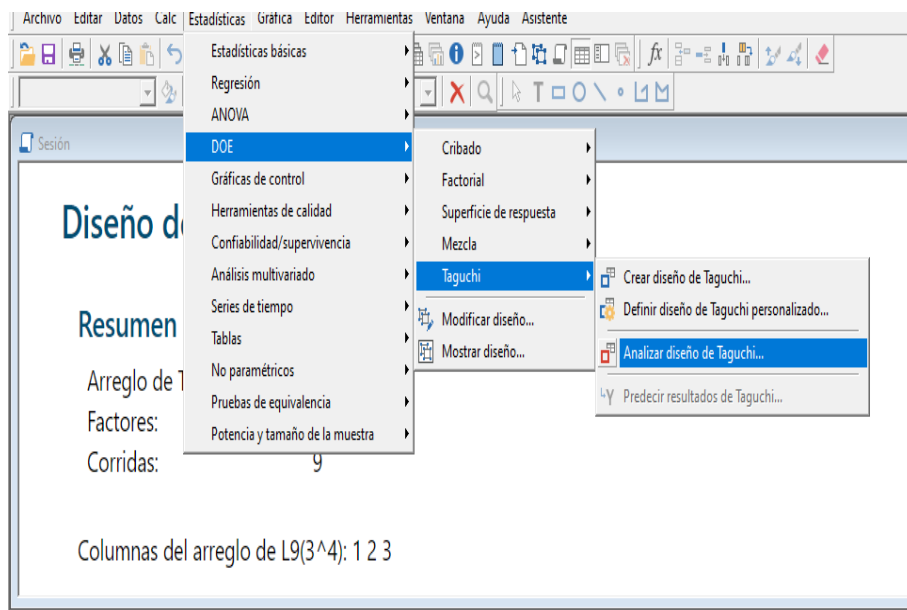 Archivo Editar Datos Calc Estadísticas Gráfica Editor Herramientas Ventana Ayuda Asistente
Estadísticas básicas
Regresión
ANOVA
DOE
Gráficas de control
Herramientas de calidad
Confiabilidad/supervivencia
Análisis multivariado
Series de tiempo
Tablas
No paramétricos
Pruebas de equivalencia
Potencia y tamaño de la muestra
Cribado
Factorial
Superficie de respuesta
Mezcla
Taguchi
Modificar diseño...
Mostrar diseño...
Crear diseño de Taguchi...
Definir diseño de Taguchi personalizado...
Analizar diseño de Taguchi...
Predecir resultados de Taguchi...
fx
T
Sesión
Diseño d
Resumen
Arreglo de T
Factores:
Corridas: 9
Columnas del arreglo de L9(3^4): 1 2 3